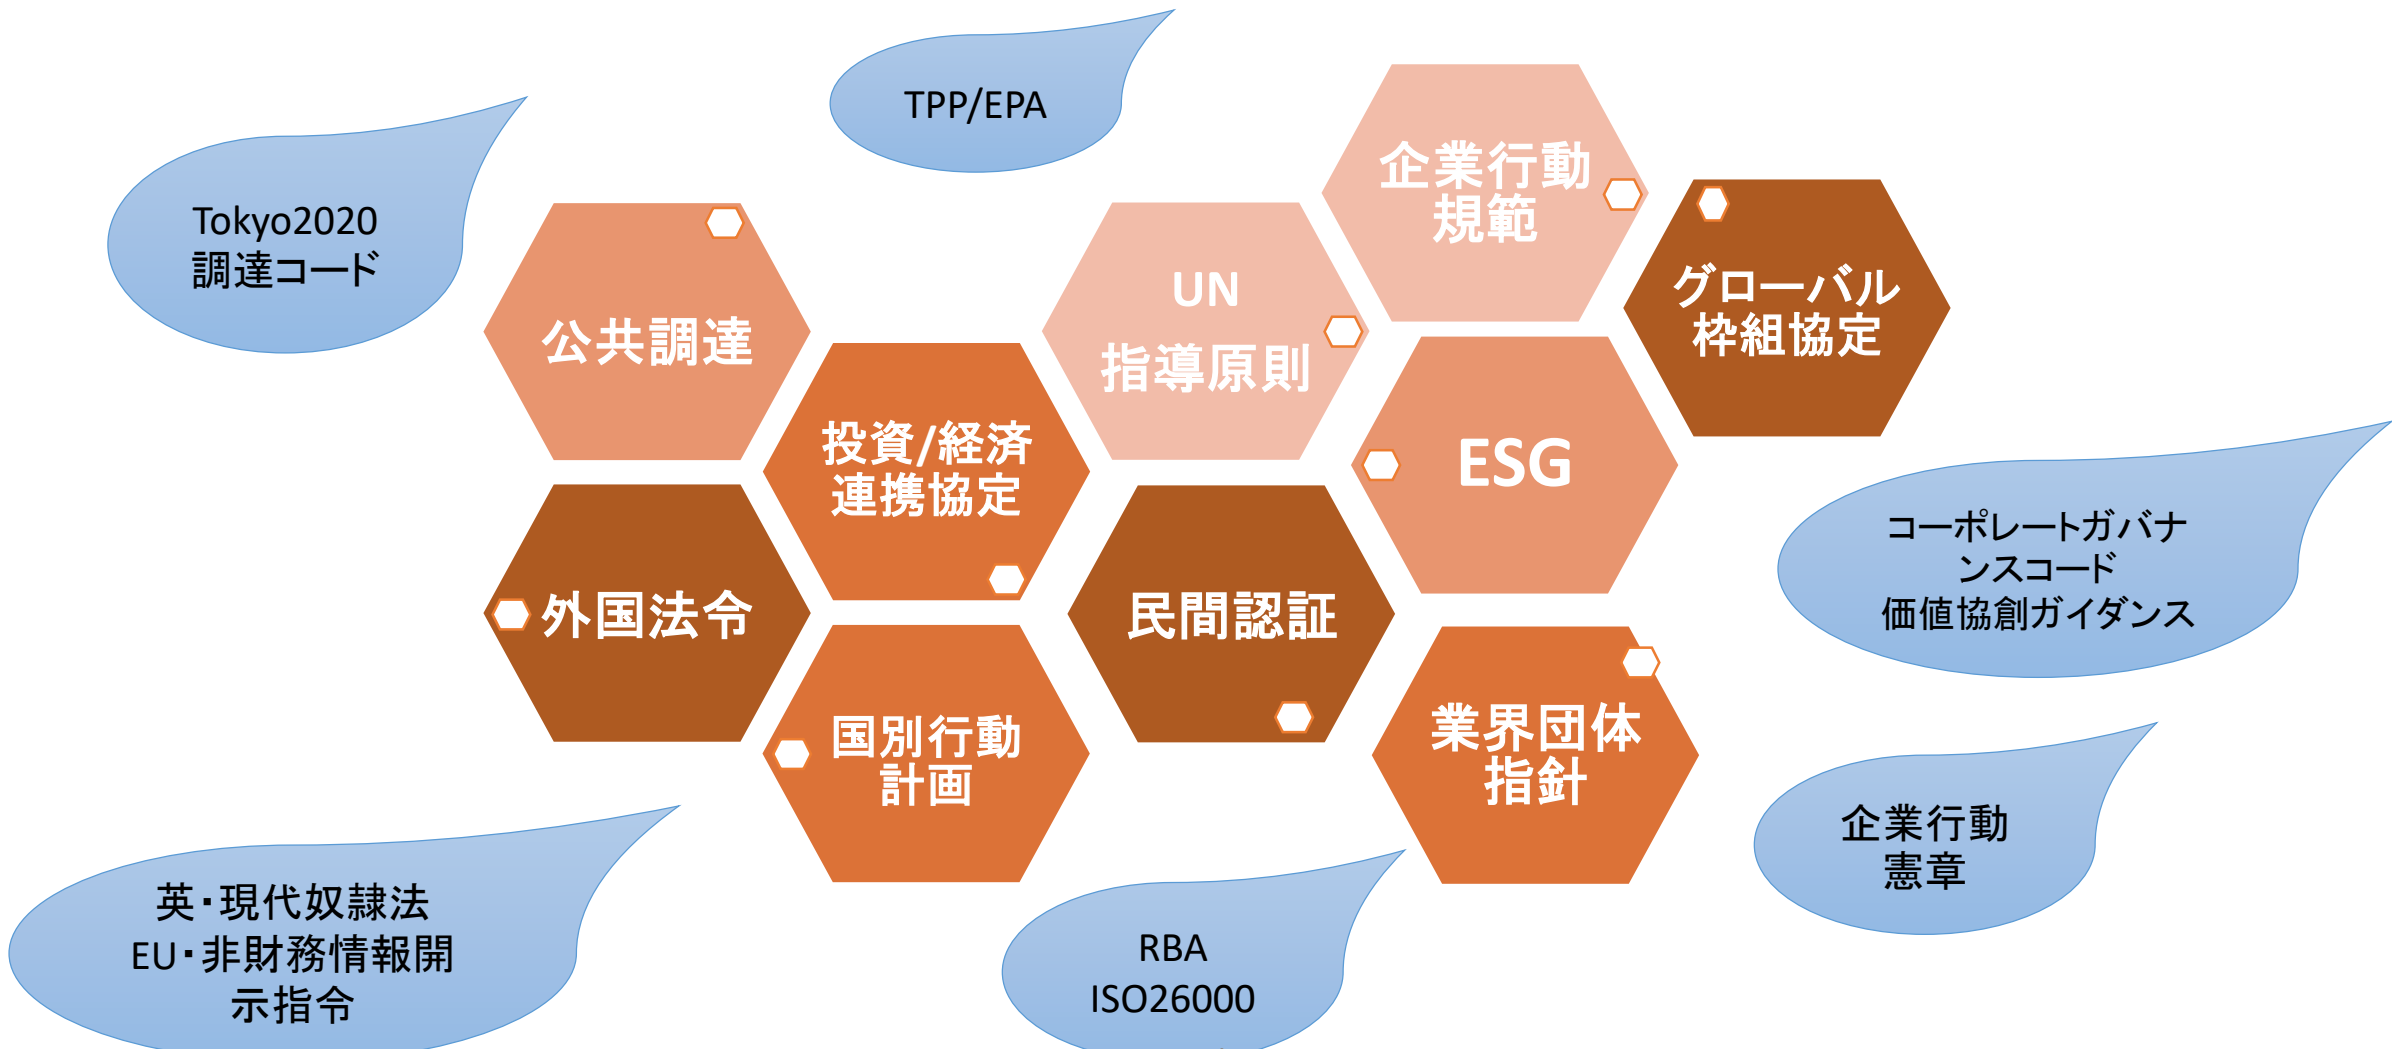 TPP/EPA
Tokyo2020
調達コード
企業行動
規範
グローバル
枠組協定
UN
指導原則
公共調達
投資/経済
連携協定
ESG
コーポレートガバナ
ンスコード
価値協創ガイダンス
外国法令
民間認証
国別行動
計画
業界団体
指針
企業行動
憲章
英・現代奴隷法
EU・非財務情報開
示指令
RBA
ISO26000